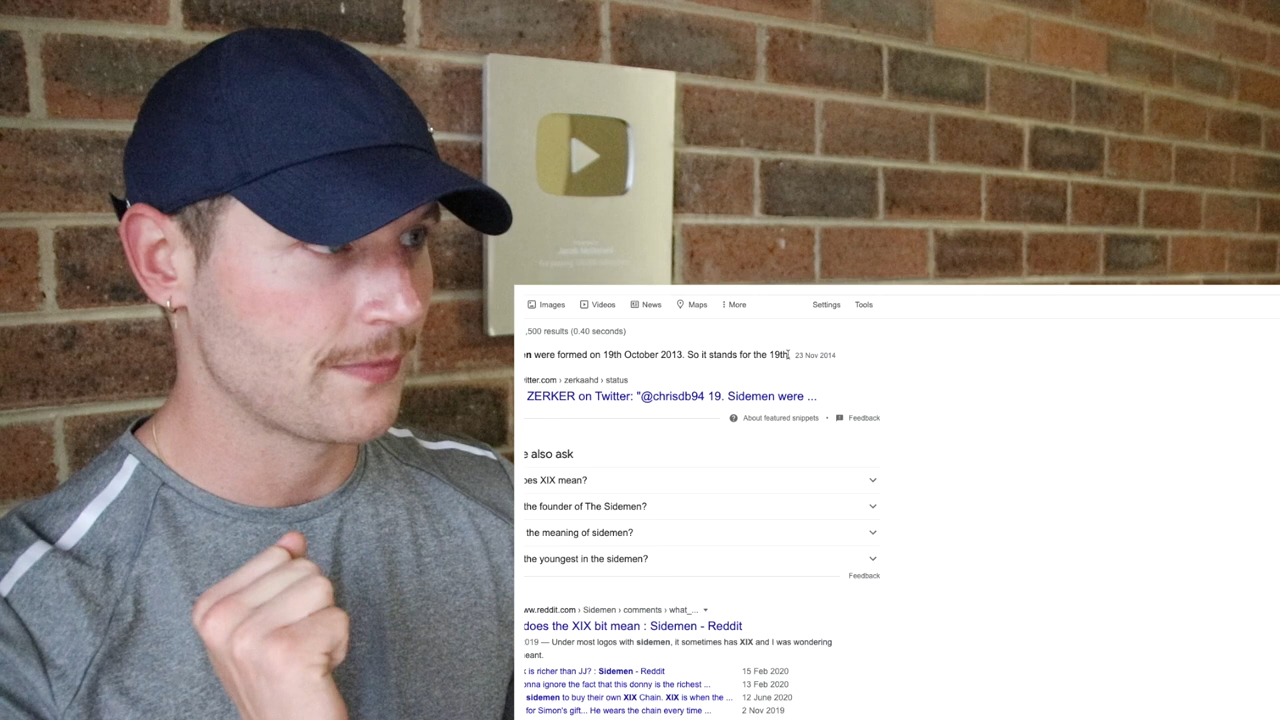 Images Videos News Maps More Settings Tools
,500 results (0.40 seconds)
n were formed on 19th October 2013. So it stands for the 19th. 23 Nov 2014
itter.com › zerkaahd › status
ZERKER on Twitter: "@chrisdb94 19. Sidemen were ...
About featured snippets • Feedback
e also ask
oes XIX mean?
the founder of The Sidemen?
the meaning of sidemen?
the youngest in the sidemen?
Feedback
ww.reddit.com › Sidemen › comments › what_...
does the XIX bit mean : Sidemen - Reddit
2019 — Under most logos with sidemen, it sometimes has XIX and I was wondering
eant.
k is richer than JJ? : Sidemen - Reddit 15 Feb 2020
onna ignore the fact that this donny is the richest ... 13 Feb 2020
sidemen to buy their own XIX Chain. XIX is when the ... 12 June 2020
for Simon's gift... He wears the chain every time ... 2 Nov 2019